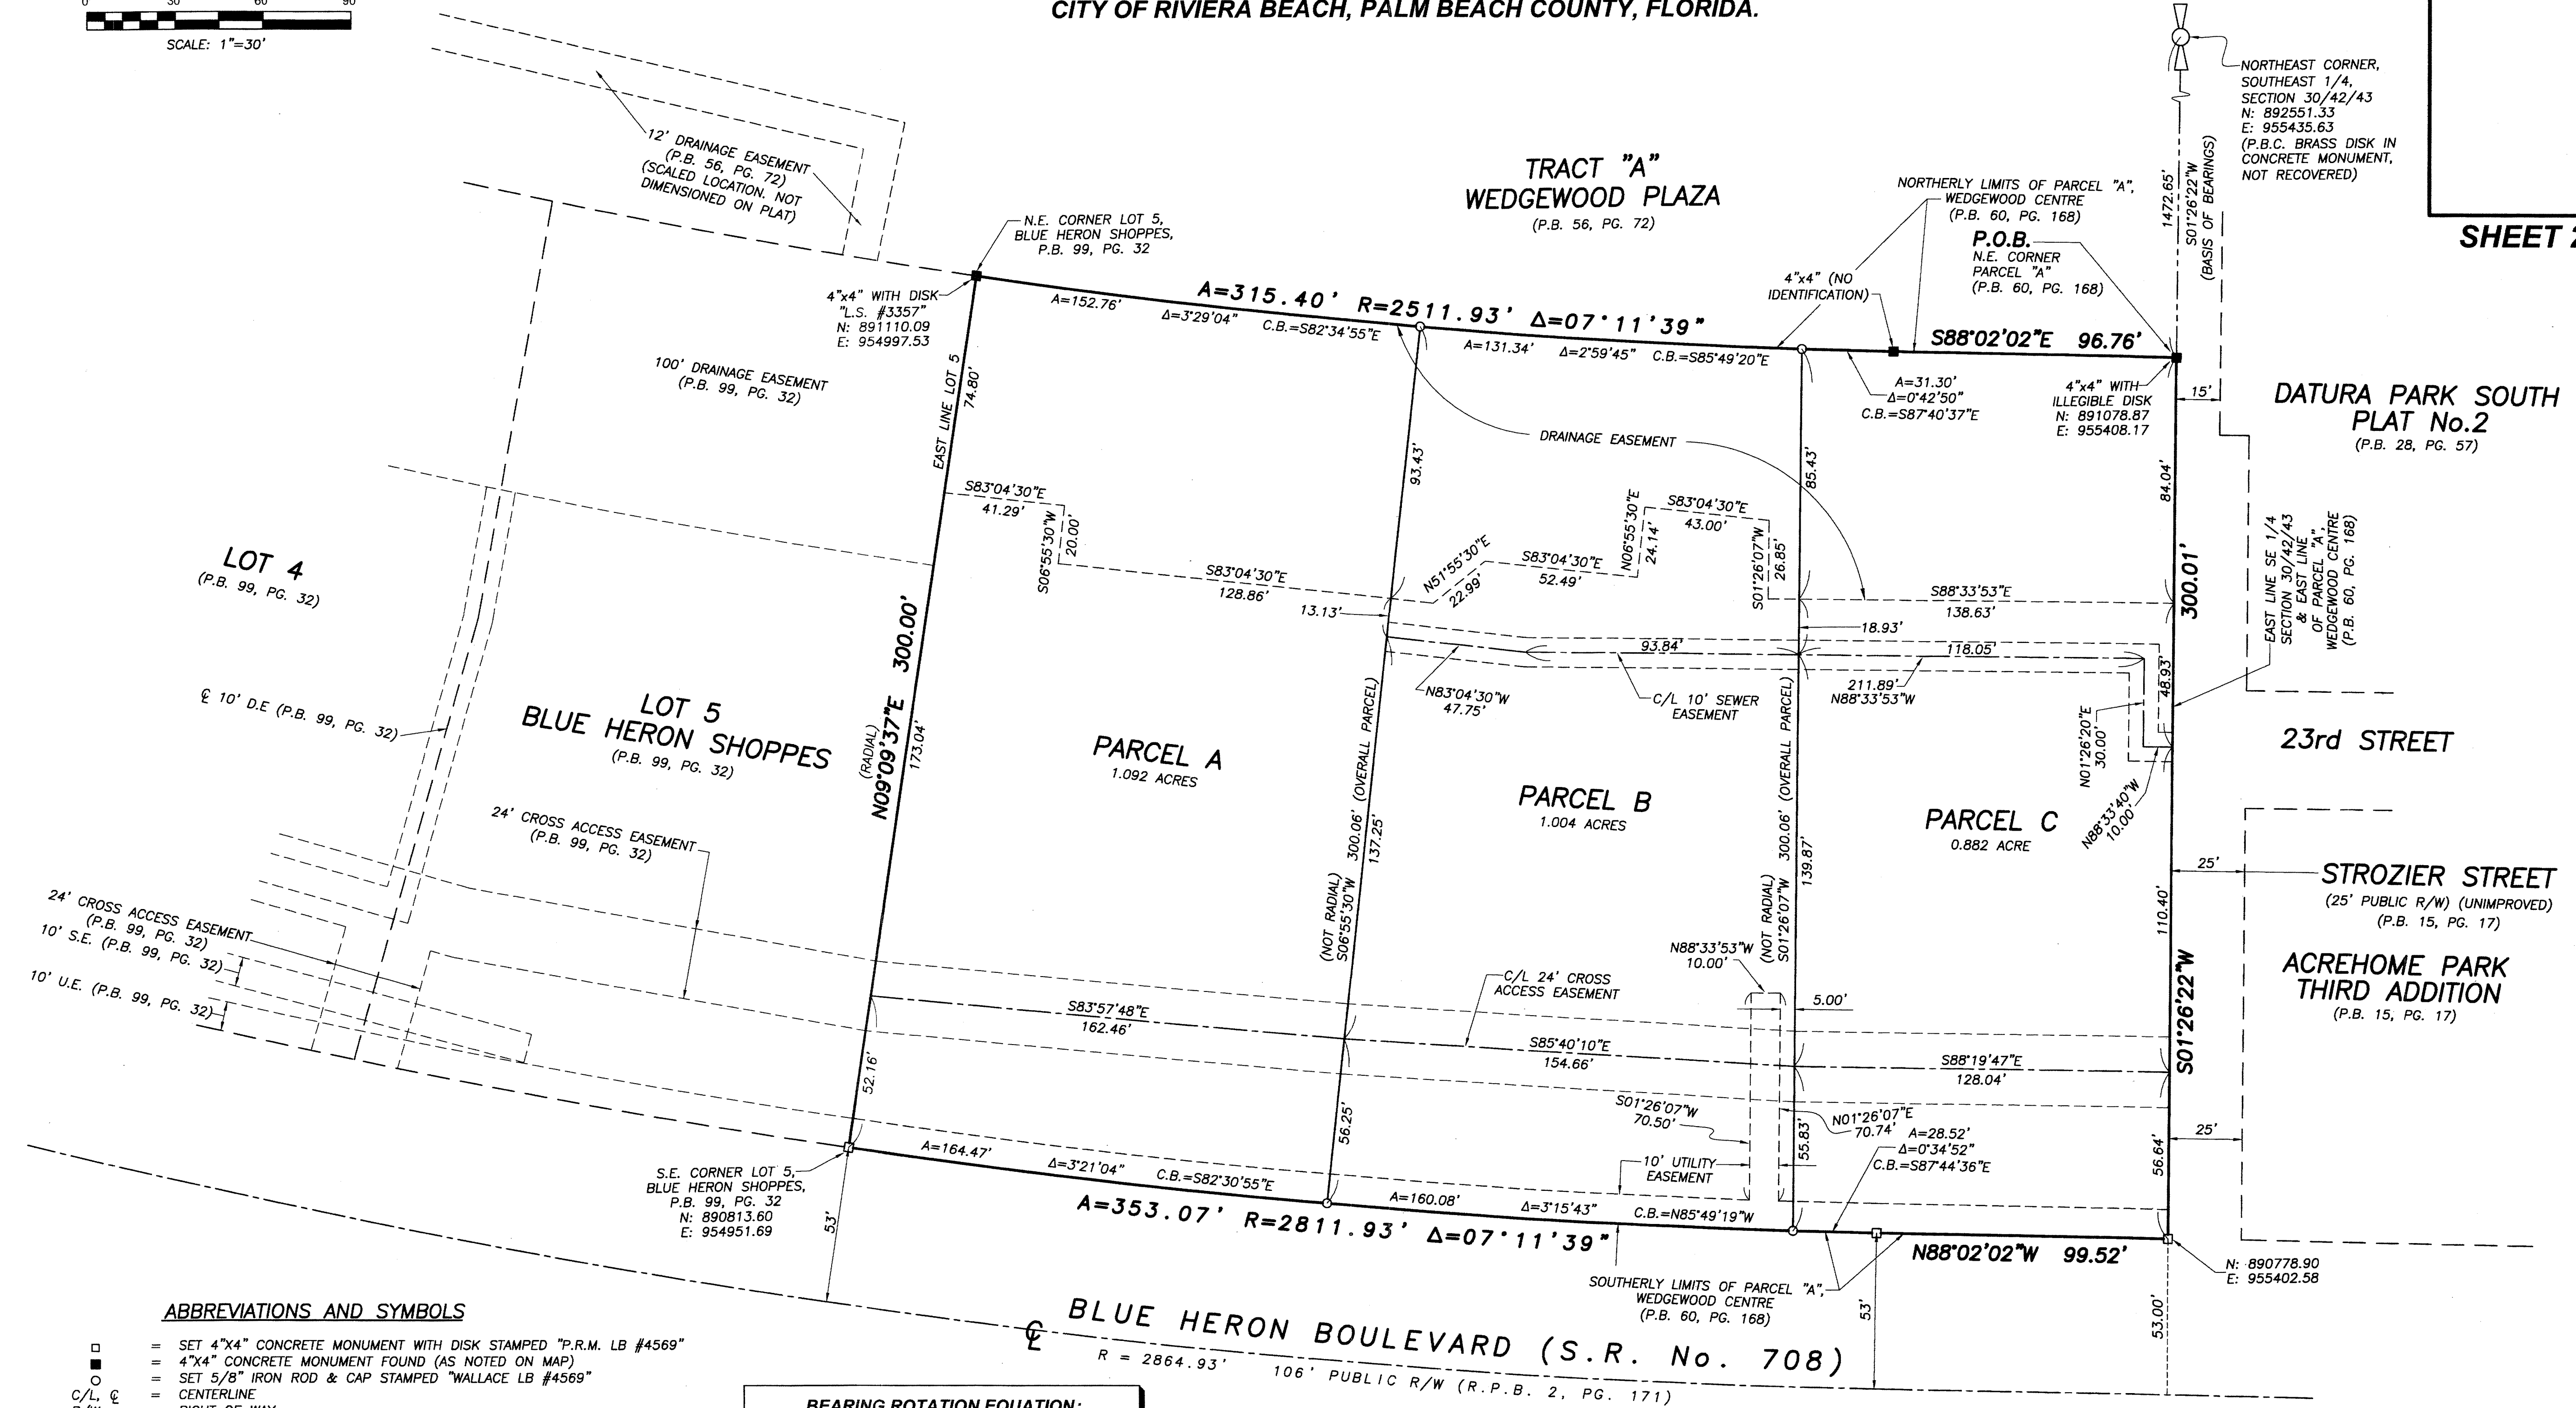 0 30 60 90
SCALE: 1"=30'
CITY OF RIVIERA BEACH, PALM BEACH COUNTY, FLORIDA.
SHEET 2
NORTHEAST CORNER,
SOUTHEAST 1/4,
SECTION 30/42/43
N: 892551.33
E: 955435.63
(P.B.C. BRASS DISK IN
CONCRETE MONUMENT,
NOT RECOVERED)
1472.65'
S01°26'22"W
(BASIS OF BEARINGS)
12' DRAINAGE EASEMENT
(P.B. 56, PG. 72)
(SCALED LOCATION. NOT
DIMENSIONED ON PLAT)
N.E. CORNER LOT 5,
BLUE HERON SHOPPES,
P.B. 99, PG. 32
TRACT "A"
WEDGEWOOD PLAZA
(P.B. 56, PG. 72)
NORTHERLY LIMITS OF PARCEL "A",
WEDGEWOOD CENTRE
(P.B. 60, PG. 168)
P.O.B.
N.E. CORNER
PARCEL "A"
(P.B. 60, PG. 168)
4"x4" (NO
IDENTIFICATION)
4"x4" WITH DISK
"L.S. #3357"
N: 891110.09
E: 954997.53
A=315.40' R=2511.93' Δ=07°11'39"
A=152.76' Δ=3°29'04" C.B.=S82°34'55"E
A=131.34' Δ=2°59'45" C.B.=S85°49'20"E
S88°02'02"E 96.76'
A=31.30'
Δ=0°42'50"
C.B.=S87°40'37"E
4"x4" WITH
ILLEGIBLE DISK
N: 891078.87
E: 955408.17
15'
DATURA PARK SOUTH
PLAT No.2
(P.B. 28, PG. 57)
100' DRAINAGE EASEMENT
(P.B. 99, PG. 32)
EAST LINE LOT 5
74.80'
93.43'
DRAINAGE EASEMENT
85.43'
84.04'
S83°04'30"E
41.29'
S06°55'30"W
20.00'
S83°04'30"E
128.86'
N51°55'30"E
22.99'
S83°04'30"E
52.49'
N06°55'30"E
24.14'
S83°04'30"E
43.00'
S01°26'07"W
26.85'
S88°33'53"E
138.63'
300.01'
EAST LINE SE 1/4
SECTION 30/42/43
& EAST LINE
OF PARCEL "A",
WEDGEWOOD CENTRE
(P.B. 60, PG. 168)
LOT 4
(P.B. 99, PG. 32)
13.13'
18.93'
93.84'
118.05'
48.93'
N83°04'30"W
47.75'
C/L 10' SEWER
EASEMENT
211.89'
N88°33'53"W
N01°26'20"E
30.00'
N88°33'40"W
10.00'
23rd STREET
℄ 10' D.E (P.B. 99, PG. 32)
LOT 5
BLUE HERON SHOPPES
(P.B. 99, PG. 32)
(RADIAL)
N09°09'37"E 300.00'
173.04'
PARCEL A
1.092 ACRES
(NOT RADIAL)
S06°55'30"W 300.06' (OVERALL PARCEL)
137.25'
PARCEL B
1.004 ACRES
(NOT RADIAL)
S01°26'07"W 300.06' (OVERALL PARCEL)
139.87'
PARCEL C
0.882 ACRE
110.40'
25'
STROZIER STREET
(25' PUBLIC R/W) (UNIMPROVED)
(P.B. 15, PG. 17)
ACREHOME PARK
THIRD ADDITION
(P.B. 15, PG. 17)
24' CROSS ACCESS EASEMENT
(P.B. 99, PG. 32)
24' CROSS ACCESS EASEMENT
(P.B. 99, PG. 32)
10' S.E. (P.B. 99, PG. 32)
10' U.E. (P.B. 99, PG. 32)
N88°33'53"W
10.00'
C/L 24' CROSS
ACCESS EASEMENT
5.00'
S01°26'22"W
S83°57'48"E
162.46'
S85°40'10"E
154.66'
S88°19'47"E
128.04'
52.16'
56.25'
S01°26'07"W
70.50'
N01°26'07"E
70.74'
55.83'
A=28.52'
Δ=0°34'52"
C.B.=S87°44'36"E
56.64'
25'
10' UTILITY
EASEMENT
S.E. CORNER LOT 5,
BLUE HERON SHOPPES,
P.B. 99, PG. 32
N: 890813.60
E: 954951.69
A=164.47' Δ=3°21'04" C.B.=S82°30'55"E
A=160.08' Δ=3°15'43" C.B.=N85°49'19"W
A=353.07' R=2811.93' Δ=07°11'39"
N88°02'02"W 99.52'
N: 890778.90
E: 955402.58
53'
53'
53.00'
SOUTHERLY LIMITS OF PARCEL "A",
WEDGEWOOD CENTRE
(P.B. 60, PG. 168)
℄ BLUE HERON BOULEVARD (S.R. No. 708)
R = 2864.93' 106' PUBLIC R/W (R.P.B. 2, PG. 171)
ABBREVIATIONS AND SYMBOLS
□ = SET 4"X4" CONCRETE MONUMENT WITH DISK STAMPED "P.R.M. LB #4569"
■ = 4"X4" CONCRETE MONUMENT FOUND (AS NOTED ON MAP)
○ = SET 5/8" IRON ROD & CAP STAMPED "WALLACE LB #4569"
C/L, ℄ = CENTERLINE
BEARING ROTATION EQUATION: